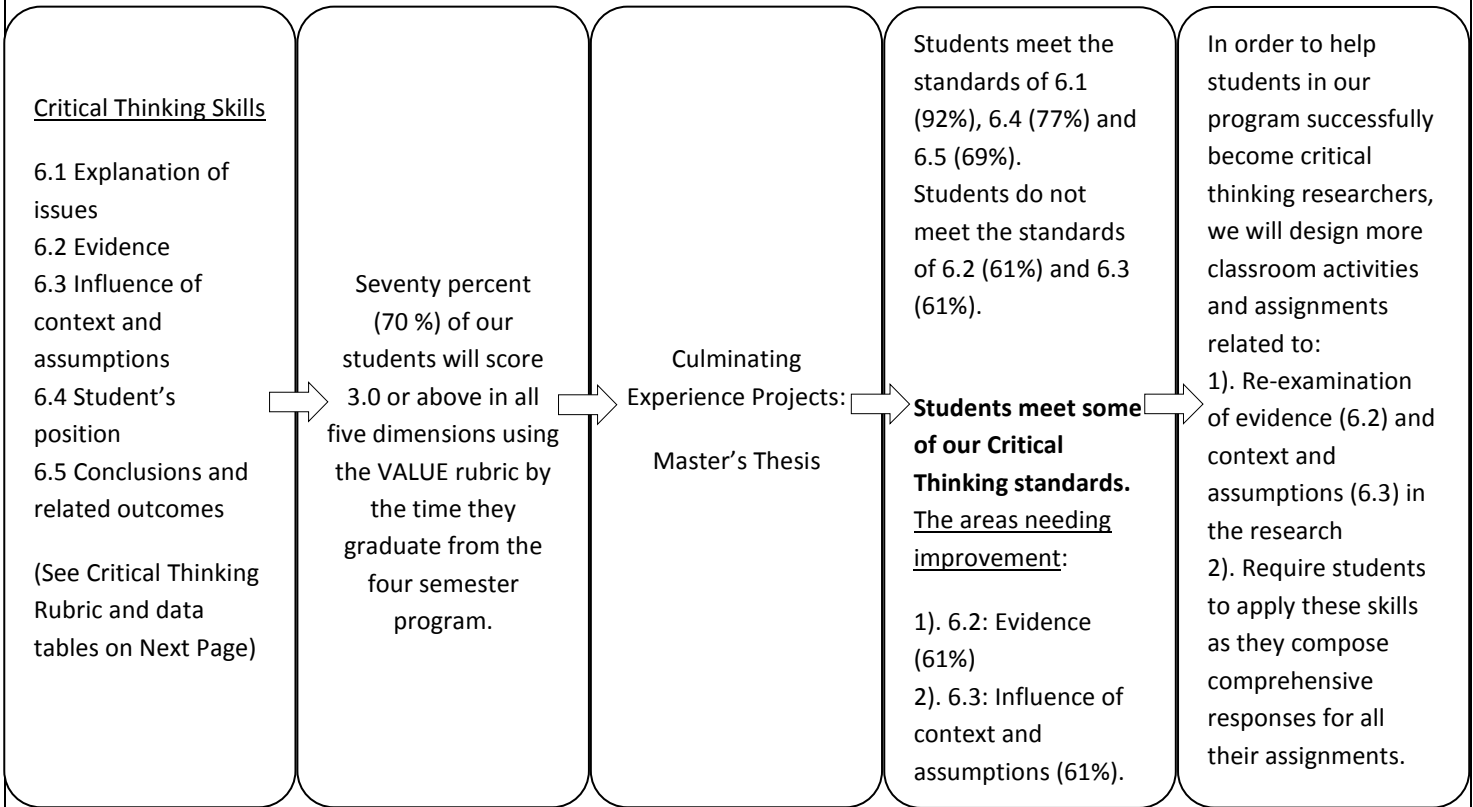 Critical Thinking Skills
6.1 Explanation of
issues
6.2 Evidence
6.3 Influence of
context and
assumptions
6.4 Student’s
position
6.5 Conclusions and
related outcomes
(See Critical Thinking
Rubric and data
tables on Next Page)
Seventy percent
(70 %) of our
students will score
3.0 or above in all
five dimensions using
the VALUE rubric by
the time they
graduate from the
four semester
program.
Culminating
Experience Projects:
Master’s Thesis
Students meet the
standards of 6.1
(92%), 6.4 (77%) and
6.5 (69%).
Students do not
meet the standards
of 6.2 (61%) and 6.3
(61%).
Students meet some
of our Critical
Thinking standards.
The areas needing
improvement:
1). 6.2: Evidence
(61%)
2). 6.3: Influence of
context and
assumptions (61%).
In order to help
students in our
program successfully
become critical
thinking researchers,
we will design more
classroom activities
and assignments
related to:
1). Re-examination
of evidence (6.2) and
context and
assumptions (6.3) in
the research
2). Require students
to apply these skills
as they compose
comprehensive
responses for all
their assignments.